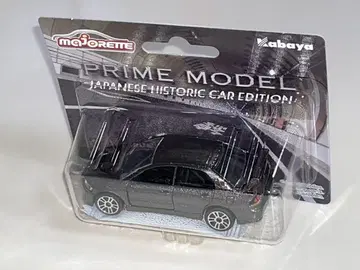 majORETTE
Kabaya
PRIME MODEL
JAPANESE HISTORIC CAR EDITION